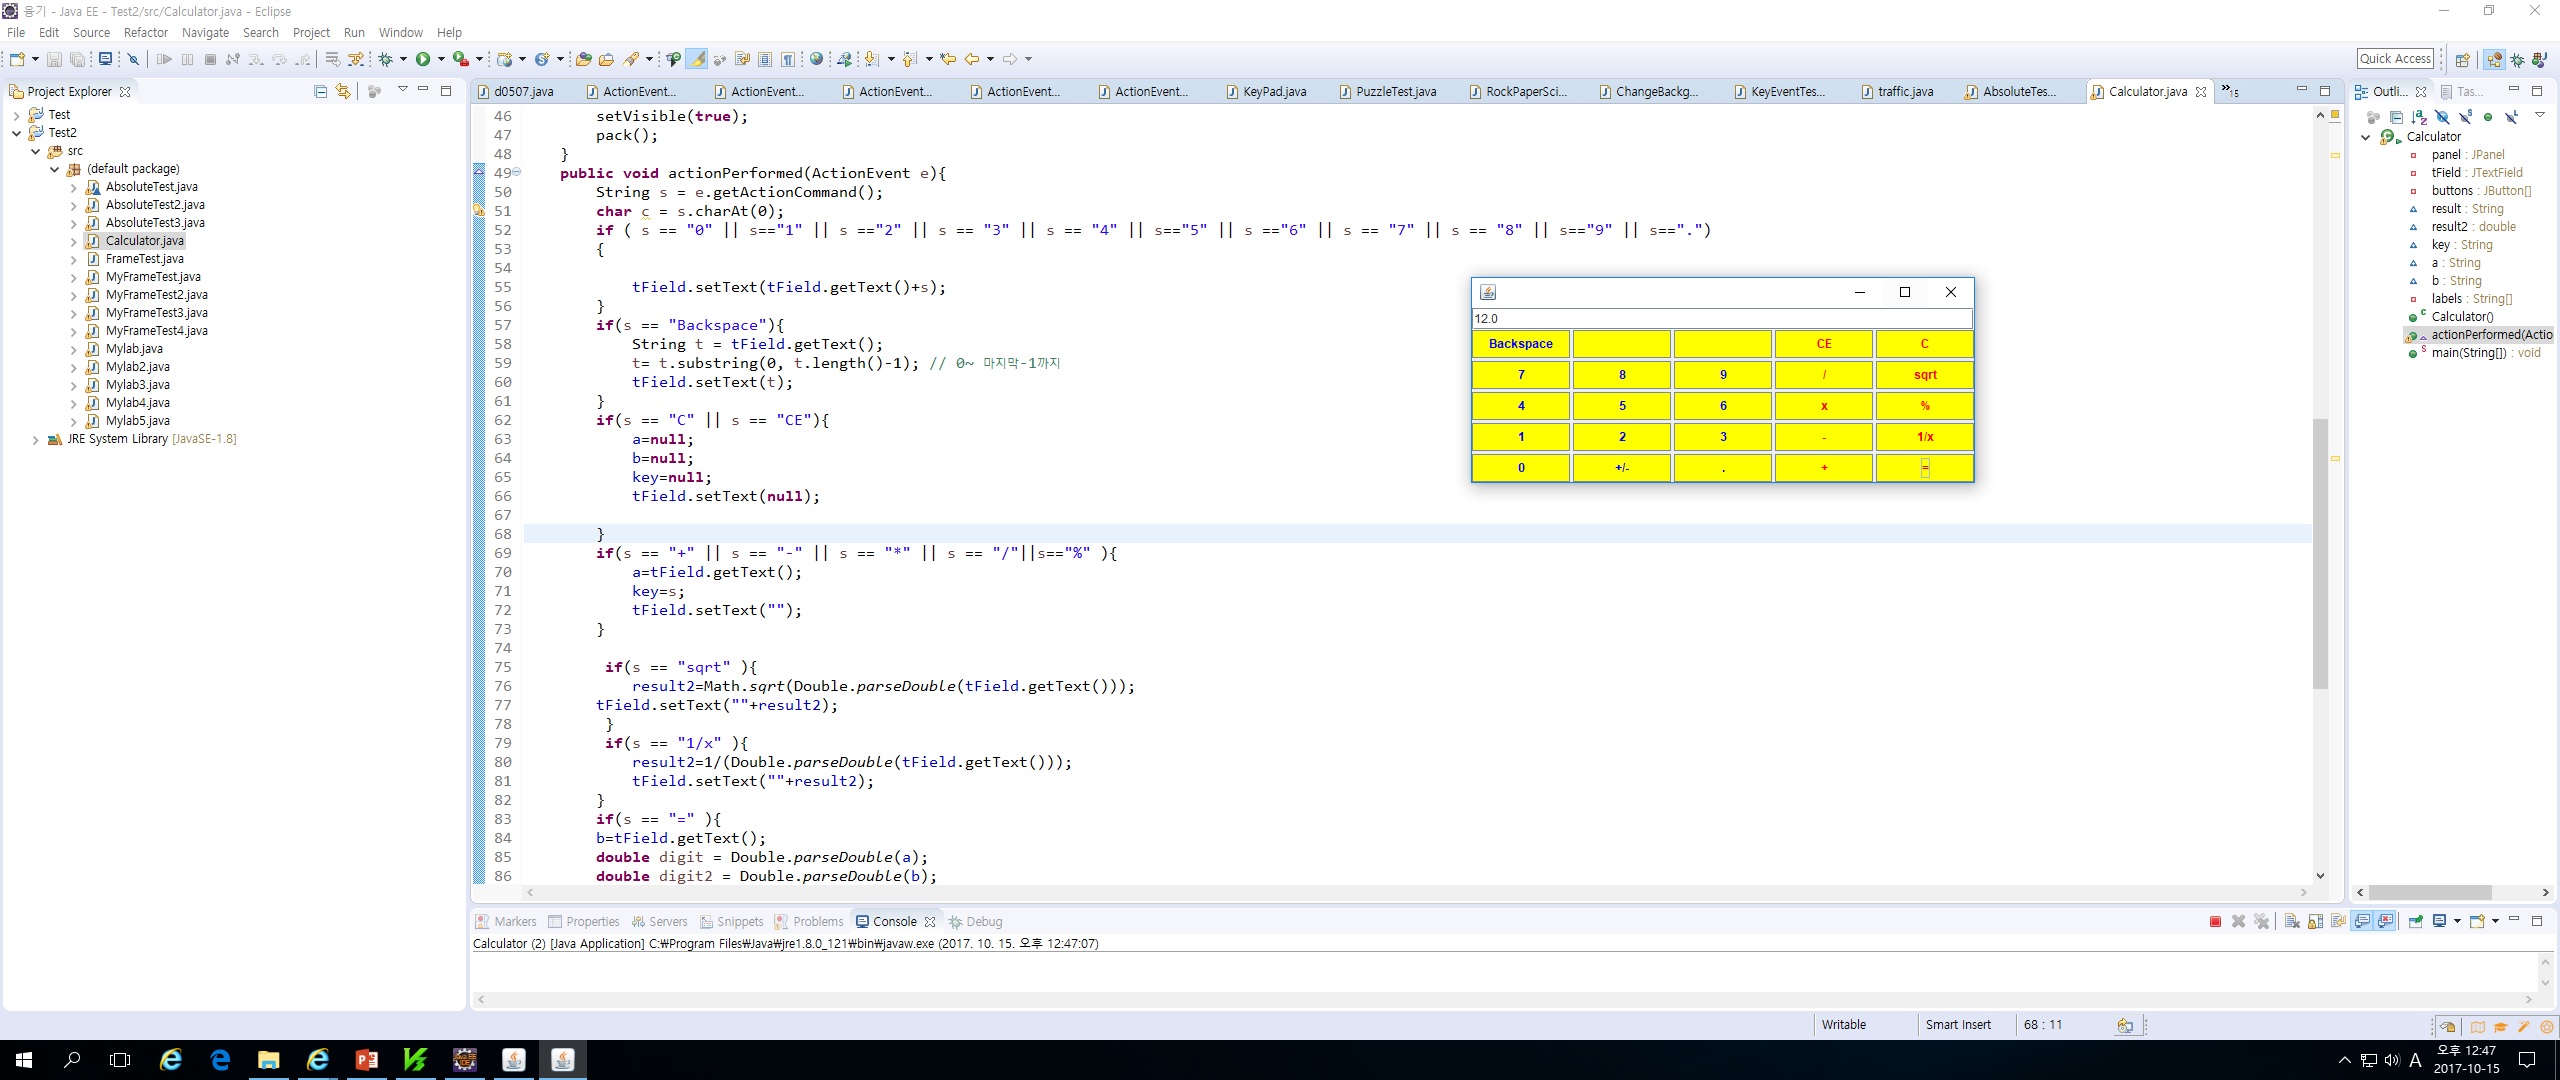 융기 - Java EE - Test2/src/Calculator.java - Eclipse
File Edit Source Refactor Navigate Search Project Run Window Help
Quick Access
Project Explorer
Test
Test2
src
(default package)
AbsoluteTest.java
AbsoluteTest2.java
AbsoluteTest3.java
Calculator.java
FrameTest.java
MyFrameTest.java
MyFrameTest2.java
MyFrameTest3.java
MyFrameTest4.java
Mylab.java
Mylab2.java
Mylab3.java
Mylab4.java
Mylab5.java
JRE System Library [JavaSE-1.8]
d0507.java ActionEvent... ActionEvent... ActionEvent... ActionEvent... ActionEvent... KeyPad.java PuzzleTest.java RockPaperSci... ChangeBackg... KeyEventTes... traffic.java AbsoluteTes... Calculator.java »15
46 setVisible(true);
47 pack();
48 }
49 public void actionPerformed(ActionEvent e){
50 String s = e.getActionCommand();
51 char c = s.charAt(0);
52 if ( s == "0" || s=="1" || s =="2" || s == "3" || s == "4" || s=="5" || s =="6" || s == "7" || s == "8" || s=="9" || s==".")
53 {
54
55 tField.setText(tField.getText()+s);
56 }
57 if(s == "Backspace"){
58 String t = tField.getText();
59 t= t.substring(0, t.length()-1); // 0~ 마지막-1까지
60 tField.setText(t);
61 }
62 if(s == "C" || s == "CE"){
63 a=null;
64 b=null;
65 key=null;
66 tField.setText(null);
67
68 }
69 if(s == "+" || s == "-" || s == "*" || s == "/"||s=="%" ){
70 a=tField.getText();
71 key=s;
72 tField.setText("");
73 }
74
75 if(s == "sqrt" ){
76 result2=Math.sqrt(Double.parseDouble(tField.getText()));
77 tField.setText(""+result2);
78 }
79 if(s == "1/x" ){
80 result2=1/(Double.parseDouble(tField.getText()));
81 tField.setText(""+result2);
82 }
83 if(s == "=" ){
84 b=tField.getText();
85 double digit = Double.parseDouble(a);
86 double digit2 = Double.parseDouble(b);
12.0
Backspace CE C
7 8 9 / sqrt
4 5 6 x %
1 2 3 - 1/x
0 +/- . + =
Outli... Tas...
Calculator
panel : JPanel
tField : JTextField
buttons : JButton[]
result : String
result2 : double
key : String
a : String
b : String
labels : String[]
Calculator()
actionPerformed(Actio
main(String[]) : void
Markers Properties Servers Snippets Problems Console Debug
Calculator (2) [Java Application] C:₩Program Files₩Java₩jre1.8.0_121₩bin₩javaw.exe (2017. 10. 15. 오후 12:47:07)
Writable Smart Insert 68 : 11
A 오후 12:47
2017-10-15